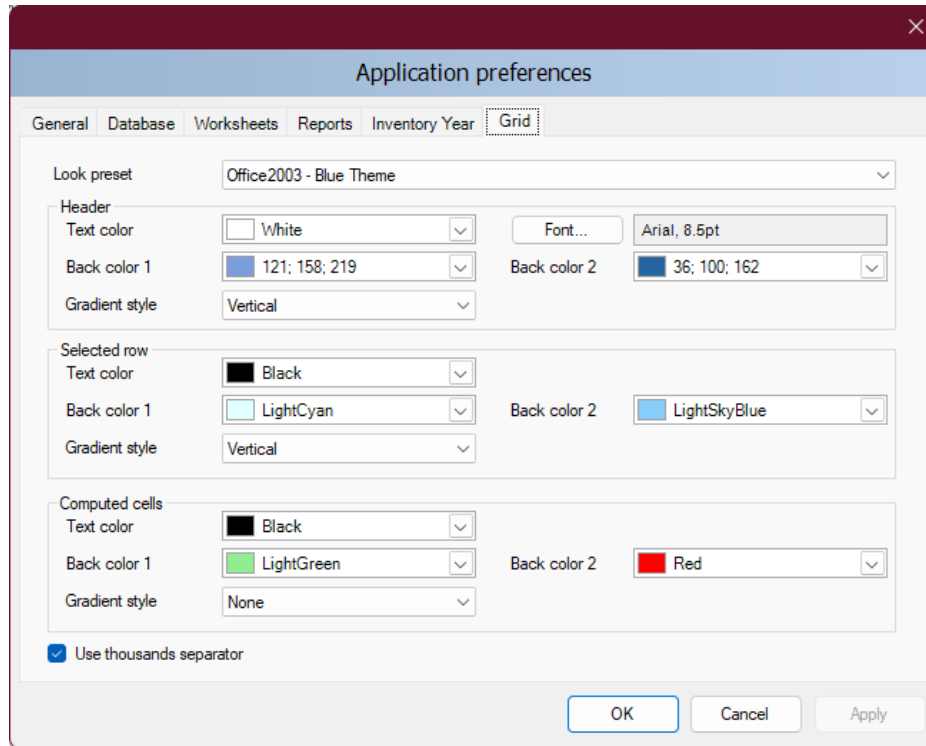 Application preferences
General Database Worksheets Reports Inventory Year Grid
Look preset Office2003 - Blue Theme
Header
Text color White Font... Arial, 8.5pt
Back color 1 121; 158; 219 Back color 2 36; 100; 162
Gradient style Vertical
Selected row
Text color Black
Back color 1 LightCyan Back color 2 LightSkyBlue
Gradient style Vertical
Computed cells
Text color Black
Back color 1 LightGreen Back color 2 Red
Gradient style None
Use thousands separator
OK Cancel Apply